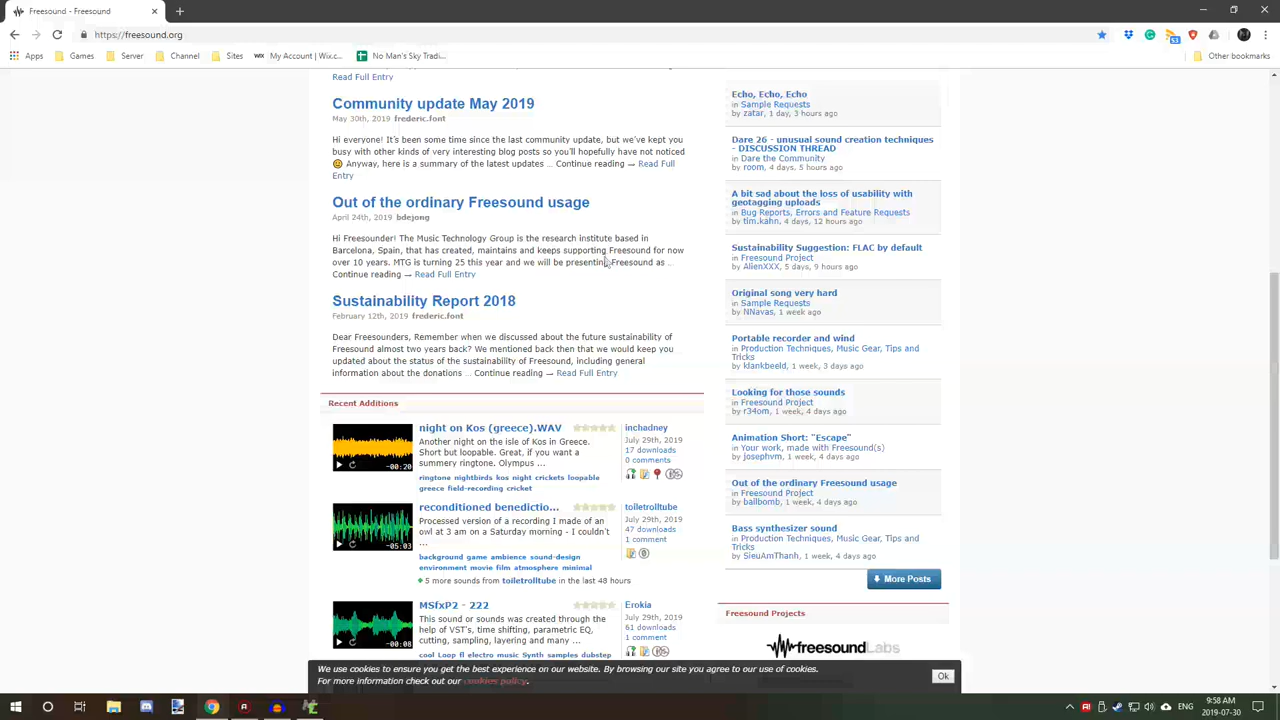 Freesound - Freesound
https://freesound.org
53
Apps
Games
Server
Channel
Sites
WIX
My Account | Wix.c...
No Man's Sky Tradi...
Other bookmarks
Read Full Entry
Community update May 2019
May 30th, 2019 frederic.font
Hi everyone! It's been some time since the last community update, but we've kept you
busy with other kinds of very interesting blog posts so you'll hopefully have not noticed
Anyway, here is a summary of the latest updates ... Continue reading → Read Full
Entry
Out of the ordinary Freesound usage
April 24th, 2019 bdejong
Hi Freesounder! The Music Technology Group is the research institute based in
Barcelona, Spain, that has created, maintains and keeps supporting Freesound for now
over 10 years. MTG is turning 25 this year and we will be presenting Freesound as ...
Continue reading → Read Full Entry
Sustainability Report 2018
February 12th, 2019 frederic.font
Dear Freesounders, Remember when we discussed about the future sustainability of
Freesound almost two years back? We mentioned back then that we would keep you
updated about the status of the sustainability of Freesound, including general
information about the donations ... Continue reading → Read Full Entry
Recent Additions
night on Kos (greece).WAV
Another night on the isle of Kos in Greece.
Short but loopable. Great, if you want a
summery ringtone. Olympus ...
ringtone nightbirds kos night crickets loopable
greece field-recording cricket
-00:20
inchadney
July 29th, 2019
17 downloads
0 comments
reconditioned benedictio...
Processed version of a recording I made of an
owl at 3 am on a Saturday morning - I couldn't
...
background game ambience sound-design
environment movie film atmosphere minimal
5 more sounds from toiletrolltube in the last 48 hours
-05:03
toiletrolltube
July 29th, 2019
47 downloads
1 comment
MSfxP2 - 222
This sound or sounds was created through the
help of VST's, time shifting, parametric EQ,
cutting, sampling, layering and many ...
cool Loop fl electro music Synth samples dubstep
-00:08
Erokia
July 29th, 2019
61 downloads
1 comment
Echo, Echo, Echo
in Sample Requests
by zatar, 1 day, 3 hours ago
Dare 26 - unusual sound creation techniques
- DISCUSSION THREAD
in Dare the Community
by room, 4 days, 5 hours ago
A bit sad about the loss of usability with
geotagging uploads
in Bug Reports, Errors and Feature Requests
by tim.kahn, 4 days, 12 hours ago
Sustainability Suggestion: FLAC by default
in Freesound Project
by AlienXXX, 5 days, 9 hours ago
Original song very hard
in Sample Requests
by NNavas, 1 week ago
Portable recorder and wind
in Production Techniques, Music Gear, Tips and
Tricks
by klankbeeld, 1 week, 3 days ago
Looking for those sounds
in Freesound Project
by r34om, 1 week, 4 days ago
Animation Short: "Escape"
in Your work, made with Freesound(s)
by josephvm, 1 week, 4 days ago
Out of the ordinary Freesound usage
in Freesound Project
by ballbomb, 1 week, 4 days ago
Bass synthesizer sound
in Production Techniques, Music Gear, Tips and
Tricks
by SieuAmThanh, 1 week, 4 days ago
More Posts
Freesound Projects
freesoundLabs
We use cookies to ensure you get the best experience on our website. By browsing our site you agree to our use of cookies.
For more information check out our cookies policy.
Ok
9:58 AM
2019-07-30